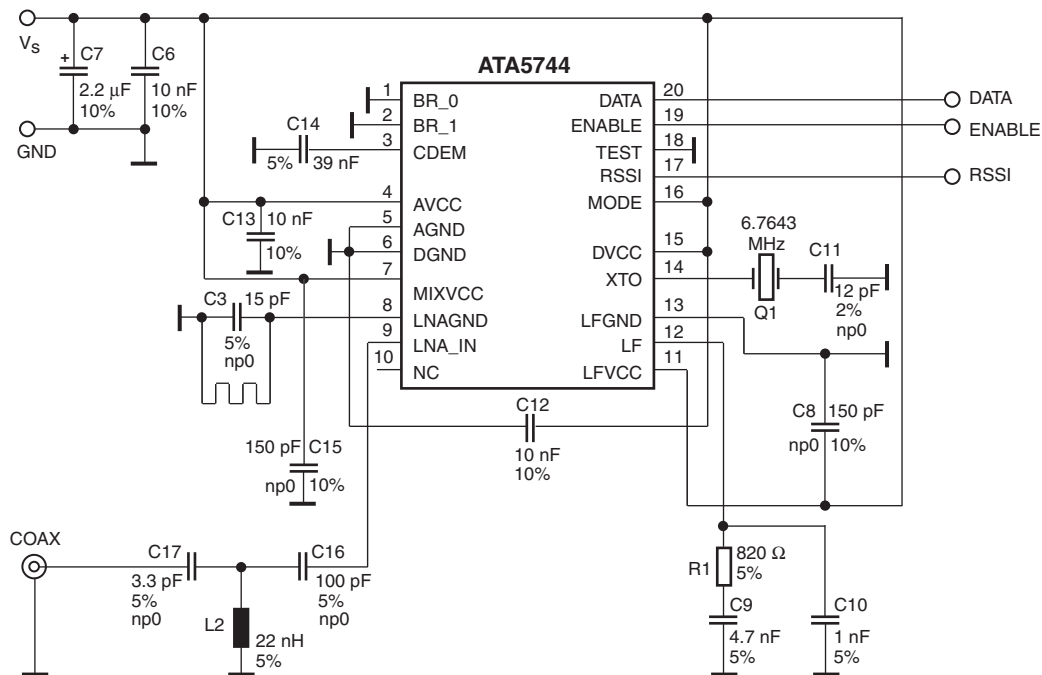 VS
+
C7
2.2 μF
10%
C6
10 nF
10%
GND
ATA5744
1
2
3
4
5
6
7
8
9
10
BR_0
BR_1
CDEM
AVCC
AGND
DGND
MIXVCC
LNAGND
LNA_IN
NC
20
19
18
17
16
15
14
13
12
11
DATA
ENABLE
TEST
RSSI
MODE
DVCC
XTO
LFGND
LF
LFVCC
DATA
ENABLE
RSSI
C14
5%
39 nF
C13
10 nF
10%
C3
15 pF
5%
np0
6.7643
MHz
Q1
C11
12 pF
2%
np0
C12
10 nF
10%
C8
150 pF
np0
10%
150 pF
C15
np0
10%
COAX
C17
3.3 pF
5%
np0
C16
100 pF
5%
np0
L2
22 nH
5%
R1
820 Ω
5%
C9
4.7 nF
5%
C10
1 nF
5%